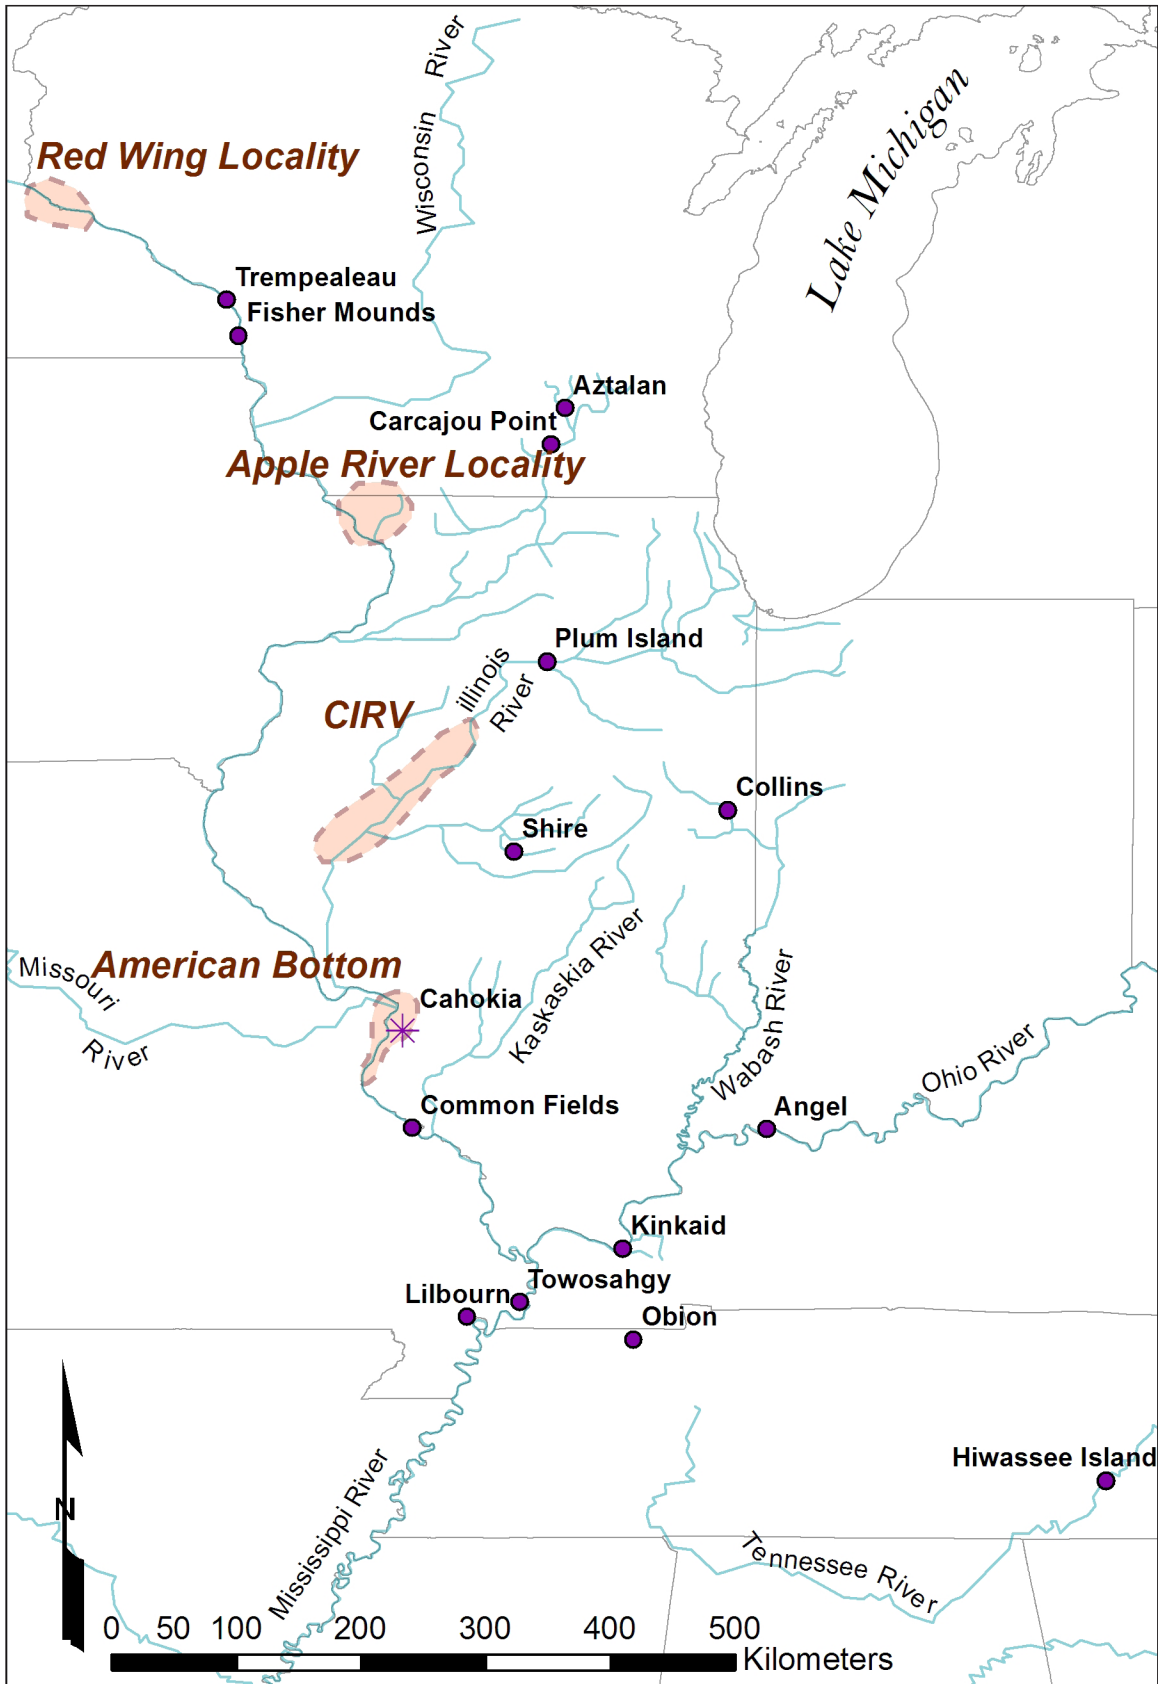 River
Wisconsin
Lake Michigan
Red Wing Locality
Trempealeau
Fisher Mounds
Aztalan
Carcajou Point
Apple River Locality
Plum Island
illinois
River
CIRV
Collins
Shire
Kaskaskia River
American Bottom
Missouri
River
Cahokia
Wabash River
Ohio River
Common Fields
Angel
Kinkaid
Towosahgy
Lilbourn
Obion
Hiwassee Island
Mississippi River
Tennessee River
N
0 50 100 200 300 400 500
Kilometers